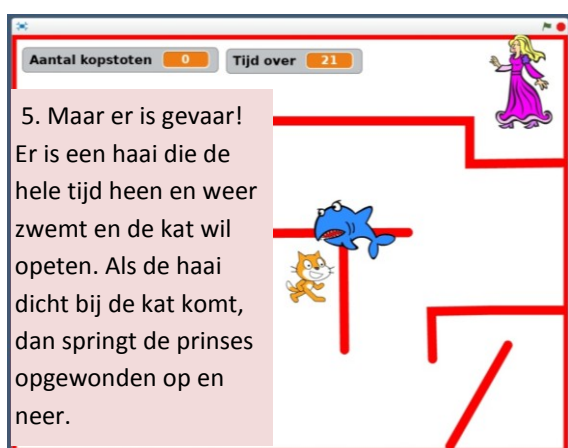 Aantal kopstoten 0 Tijd over 21
5. Maar er is gevaar!
Er is een haai die de
hele tijd heen en weer
zwemt en de kat wil
opeten. Als de haai
dicht bij de kat komt,
dan springt de prinses
opgewonden op en
neer.